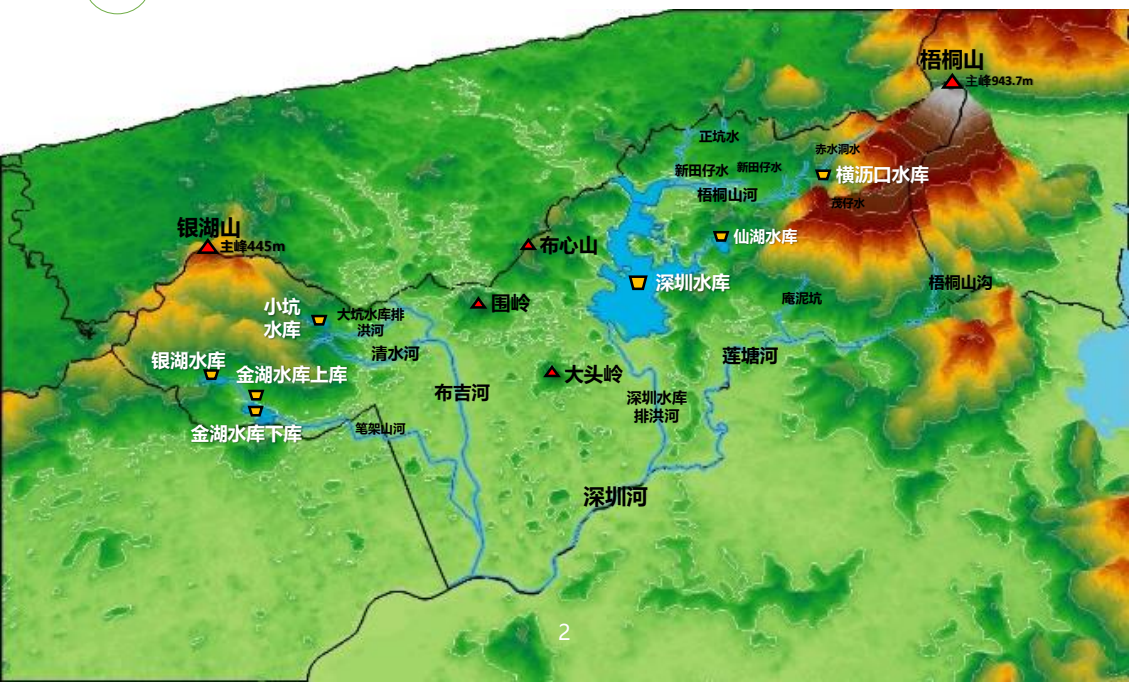 梧桐山
主峰943.7m
正坑水
赤水洞水
新田仔水
新田仔水
横沥口水库
梧桐山河
茂仔水
银湖山
主峰445m
布心山
仙湖水库
深圳水库
梧桐山沟
庵泥坑
围岭
小坑
水库
大坑水库排
洪河
清水河
莲塘河
银湖水库
金湖水库上库
大头岭
布吉河
深圳水库
排洪河
金湖水库下库
笔架山河
深圳河
2